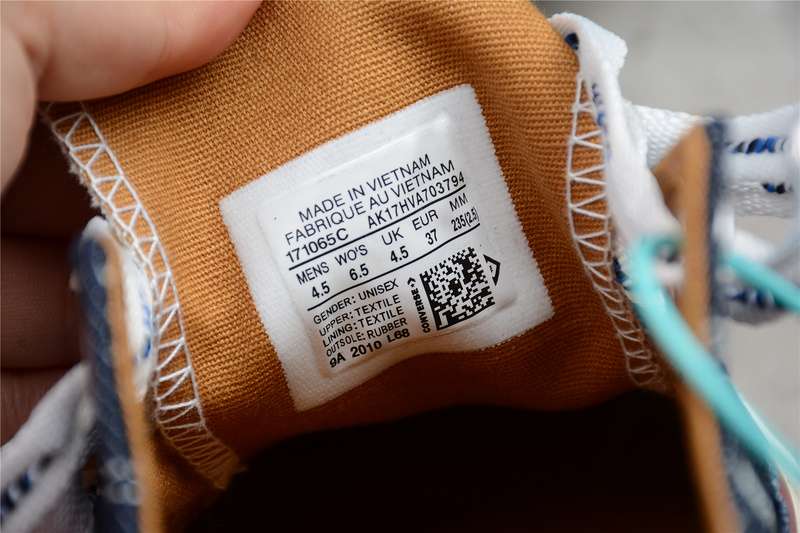 MADE IN VIETNAM
FABRIQUE AU VIETNAM
171065C AK17HVA703794
MENS WO'S UK EUR MM
4.5 6.5 4.5 37 235(2.5)
GENDER: UNISEX
UPPER: TEXTILE
LINING: TEXTILE
OUTSOLE: RUBBER
9A 2010 L68
CONVERSE